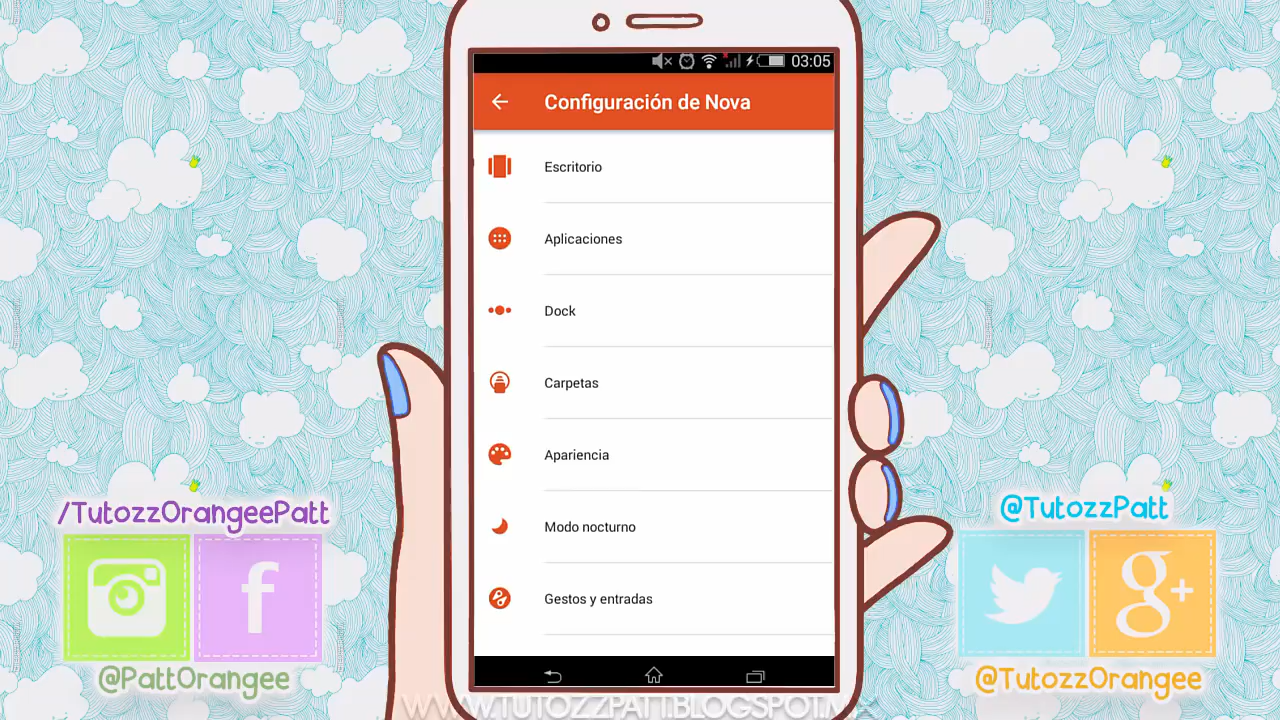 03:05
Configuración de Nova
Escritorio
Aplicaciones
Dock
Carpetas
Apariencia
Modo nocturno
Gestos y entradas
/TutozzOrangeePatt
f
@PattOrangee
@TutozzPatt
g+
@TutozzOrangee
WWW.TUTOZZPATT.BLOGSPOT.MX